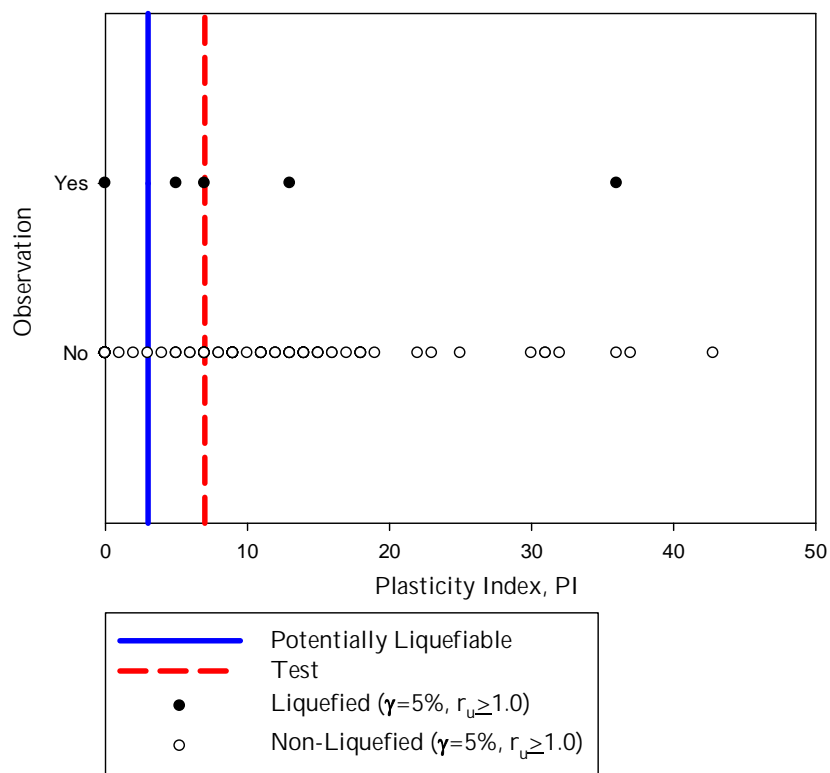 Observation
Yes
No
0 10 20 30 40 50
Plasticity Index, PI
Potentially Liquefiable
Test
Liquefied (γ=5%, ru≥1.0)
Non-Liquefied (γ=5%, ru≥1.0)